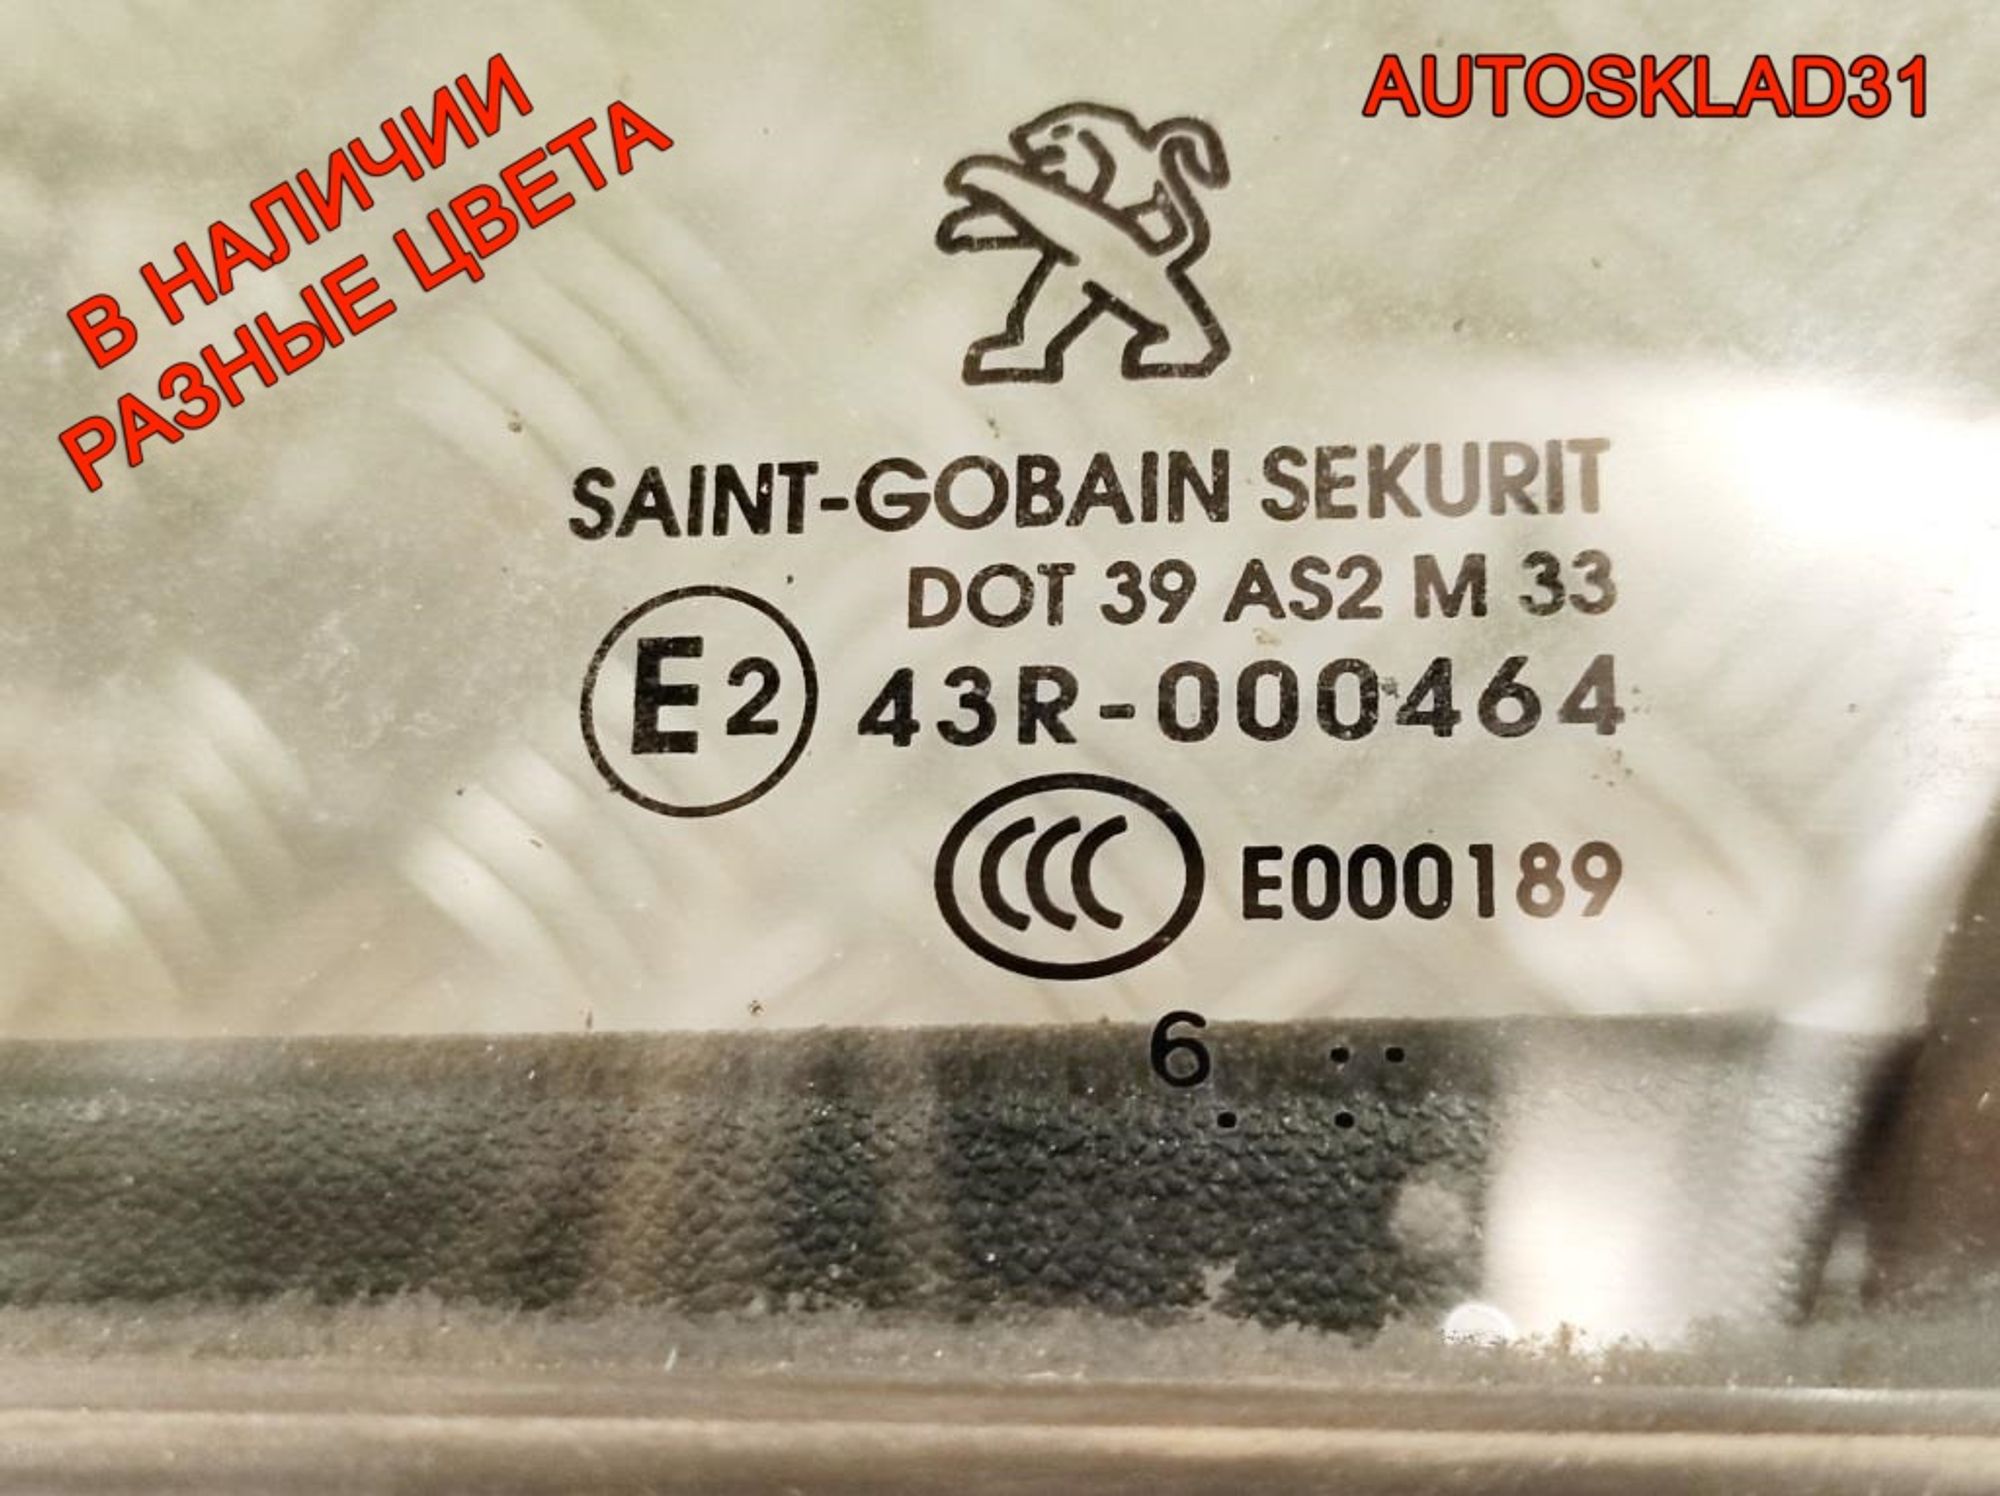 В НАЛИЧИИ
РАЗНЫЕ ЦВЕТА
AUTOSKLAD31
SAINT-GOBAIN SEKURIT
DOT 39 AS2 M 33
E2 43R-000464
CCC E000189
6 ..
. .